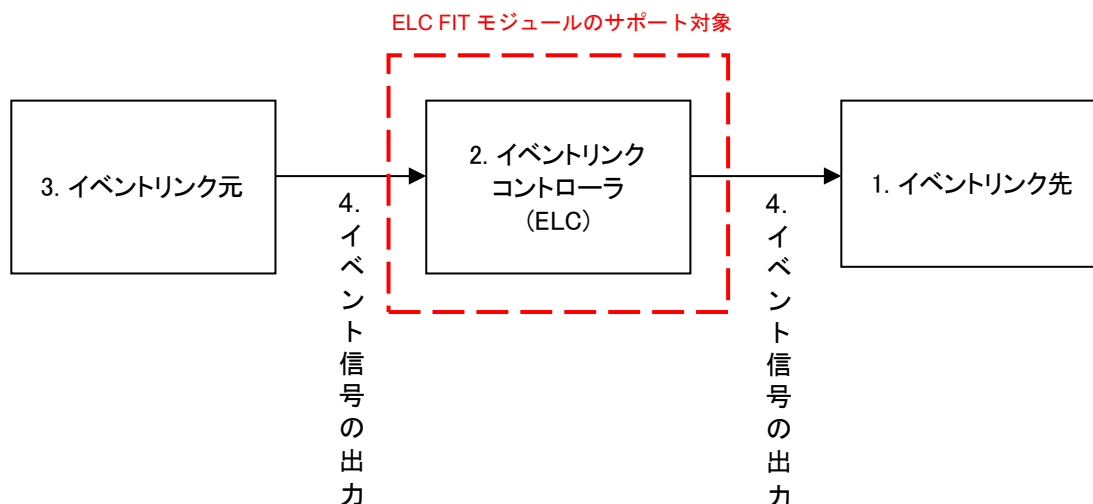 ELC FIT モジュールのサポート対象
3. イベントリンク元
4. イベント信号の出力
2. イベントリンク
コントローラ
(ELC)
4. イベント信号の出力
1. イベントリンク先